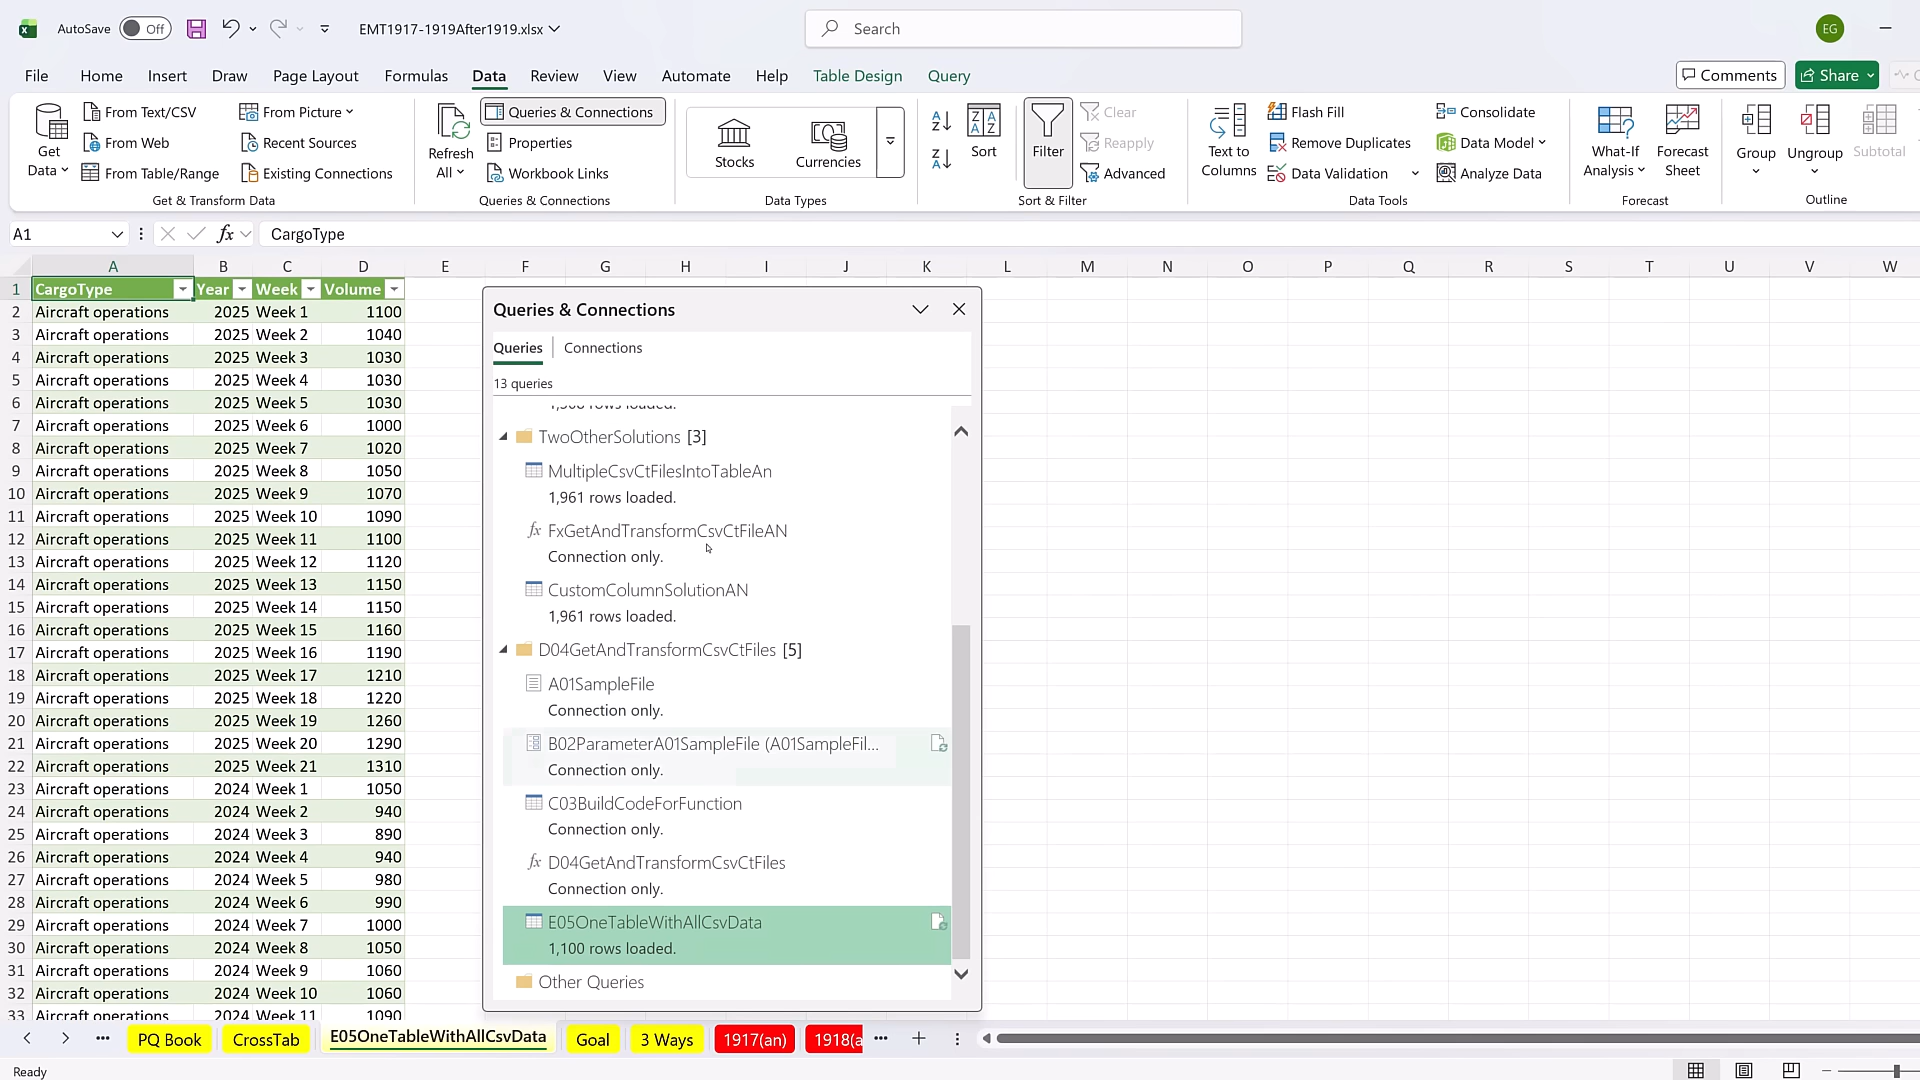 AutoSave Off EMT1917-1919After1919.xlsx Search EG
File Home Insert Draw Page Layout Formulas Data Review View Automate Help Table Design Query Comments Share
Get Data
From Text/CSV
From Web
From Table/Range
From Picture
Recent Sources
Existing Connections
Get & Transform Data
Refresh All
Queries & Connections
Properties
Workbook Links
Queries & Connections
Stocks Currencies
Data Types
Sort
Filter
Clear
Reapply
Advanced
Sort & Filter
Text to Columns
Flash Fill
Remove Duplicates
Data Validation
Consolidate
Data Model
Analyze Data
Data Tools
What-If Analysis
Forecast Sheet
Forecast
Group
Ungroup
Subtotal
Outline
A1 fx CargoType
A B C D E F G H I J K L M N O P Q R S T U V W
1 CargoType Year Week Volume
2 Aircraft operations 2025 Week 1 1100
3 Aircraft operations 2025 Week 2 1040
4 Aircraft operations 2025 Week 3 1030
5 Aircraft operations 2025 Week 4 1030
6 Aircraft operations 2025 Week 5 1030
7 Aircraft operations 2025 Week 6 1000
8 Aircraft operations 2025 Week 7 1020
9 Aircraft operations 2025 Week 8 1050
10 Aircraft operations 2025 Week 9 1070
11 Aircraft operations 2025 Week 10 1090
12 Aircraft operations 2025 Week 11 1100
13 Aircraft operations 2025 Week 12 1120
14 Aircraft operations 2025 Week 13 1150
15 Aircraft operations 2025 Week 14 1150
16 Aircraft operations 2025 Week 15 1160
17 Aircraft operations 2025 Week 16 1190
18 Aircraft operations 2025 Week 17 1210
19 Aircraft operations 2025 Week 18 1220
20 Aircraft operations 2025 Week 19 1260
21 Aircraft operations 2025 Week 20 1290
22 Aircraft operations 2025 Week 21 1310
23 Aircraft operations 2024 Week 1 1050
24 Aircraft operations 2024 Week 2 940
25 Aircraft operations 2024 Week 3 890
26 Aircraft operations 2024 Week 4 940
27 Aircraft operations 2024 Week 5 980
28 Aircraft operations 2024 Week 6 990
29 Aircraft operations 2024 Week 7 1000
30 Aircraft operations 2024 Week 8 1050
31 Aircraft operations 2024 Week 9 1060
32 Aircraft operations 2024 Week 10 1060
33 Aircraft operations 2024 Week 11 1090
Queries & Connections
Queries Connections
13 queries
rows loaded.
TwoOtherSolutions [3]
MultipleCsvCtFilesIntoTableAn
1,961 rows loaded.
fx FxGetAndTransformCsvCtFileAN
Connection only.
CustomColumnSolutionAN
1,961 rows loaded.
D04GetAndTransformCsvCtFiles [5]
A01SampleFile
Connection only.
B02ParameterA01SampleFile (A01SampleFil...
Connection only.
C03BuildCodeForFunction
Connection only.
fx D04GetAndTransformCsvCtFiles
Connection only.
E05OneTableWithAllCsvData
1,100 rows loaded.
Other Queries
PQ Book CrossTab E05OneTableWithAllCsvData Goal 3 Ways 1917(an) 1918(a
Ready